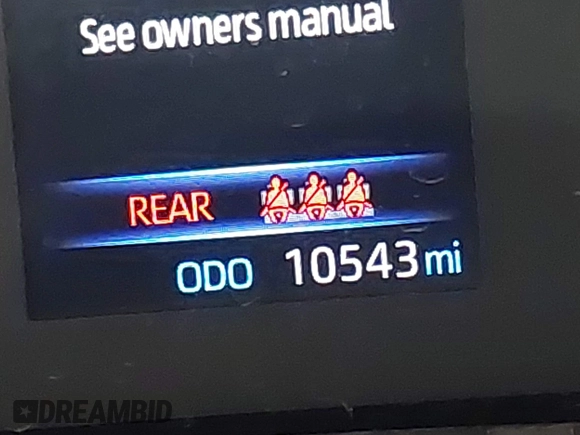 See owners manual
REAR
ODO 10543 mi
DREAMBID